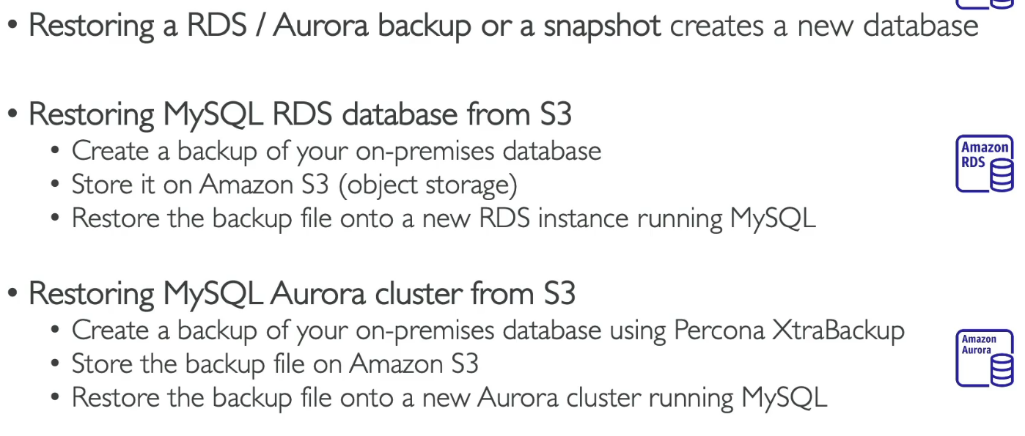 • Restoring a RDS / Aurora backup or a snapshot creates a new database
• Restoring MySQL RDS database from S3
• Create a backup of your on-premises database
• Store it on Amazon S3 (object storage)
• Restore the backup file onto a new RDS instance running MySQL
Amazon
RDS
• Restoring MySQL Aurora cluster from S3
• Create a backup of your on-premises database using Percona XtraBackup
• Store the backup file on Amazon S3
• Restore the backup file onto a new Aurora cluster running MySQL
Amazon
Aurora